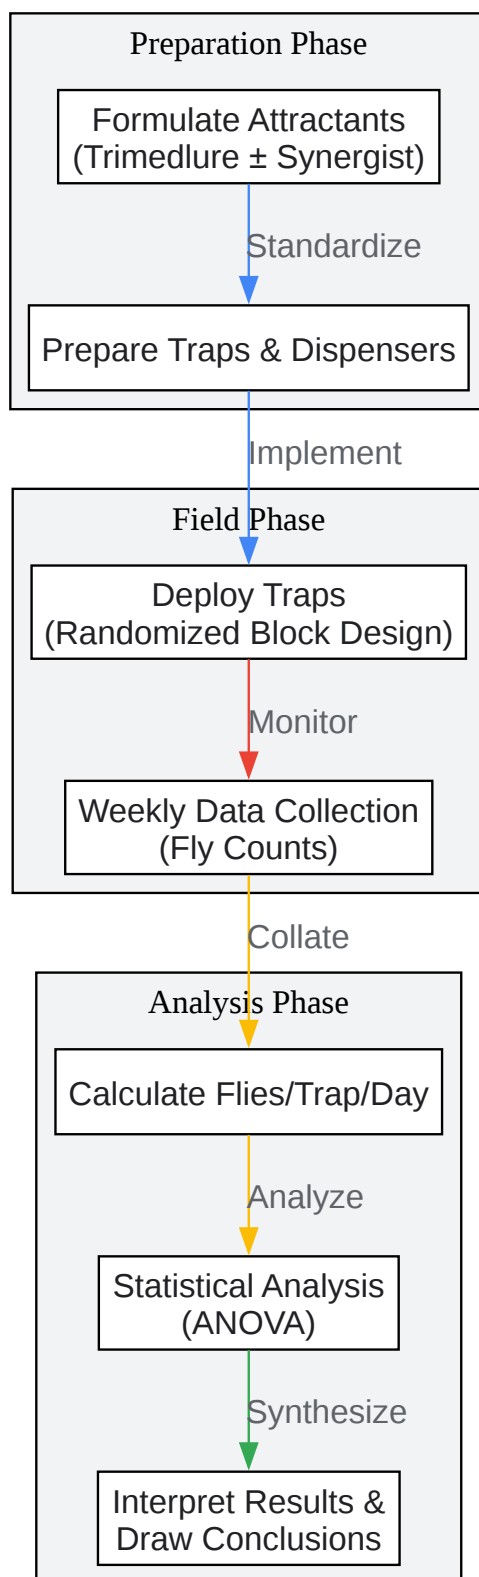 Preparation Phase
Formulate Attractants
(Trimedlure ± Synergist)
Standardize
Prepare Traps & Dispensers
Implement
Field Phase
Deploy Traps
(Randomized Block Design)
Monitor
Weekly Data Collection
(Fly Counts)
Collate
Analysis Phase
Calculate Flies/Trap/Day
Analyze
Statistical Analysis
(ANOVA)
Synthesize
Interpret Results &
Draw Conclusions